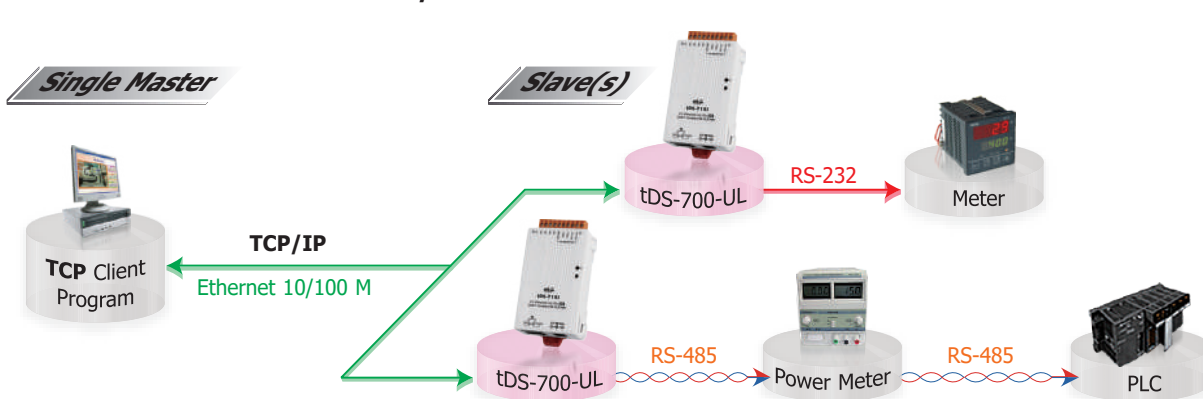 Single Master
Slave(s)
tDS-700-UL
RS-232
Meter
TCP/IP
Ethernet 10/100 M
TCP Client
Program
tDS-700-UL
RS-485
Power Meter
RS-485
PLC